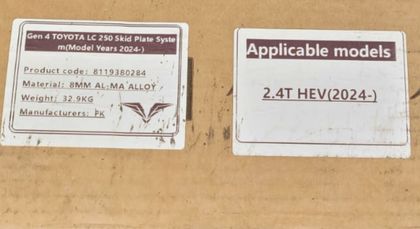 Gen 4 TOYOTA LC 250 Skid Plate Syste
m(Model Years 2024-)
Product code: 8119380284
Material: 8MM AL-MA ALLOY
Weight: 32.9KG
Manufacturers: PK
Applicable models
2.4T HEV(2024-)